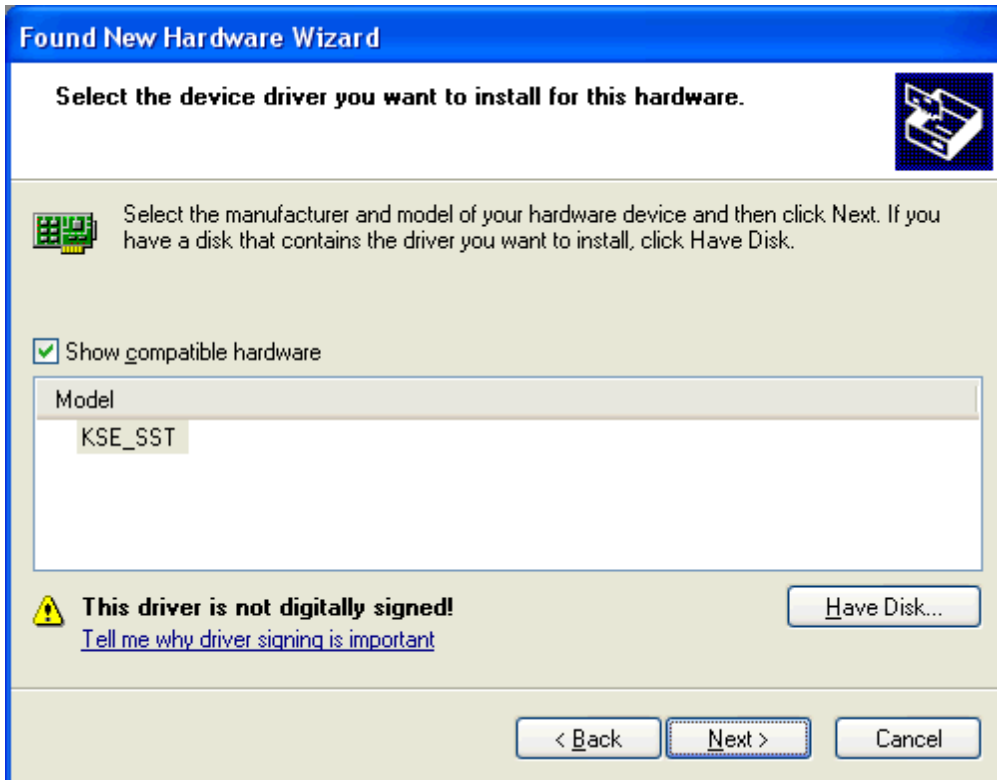 Found New Hardware Wizard
Select the device driver you want to install for this hardware.
Select the manufacturer and model of your hardware device and then click Next. If you
have a disk that contains the driver you want to install, click Have Disk.
Show compatible hardware
Model
KSE_SST
This driver is not digitally signed!
Have Disk...
Tell me why driver signing is important
< Back
Next >
Cancel